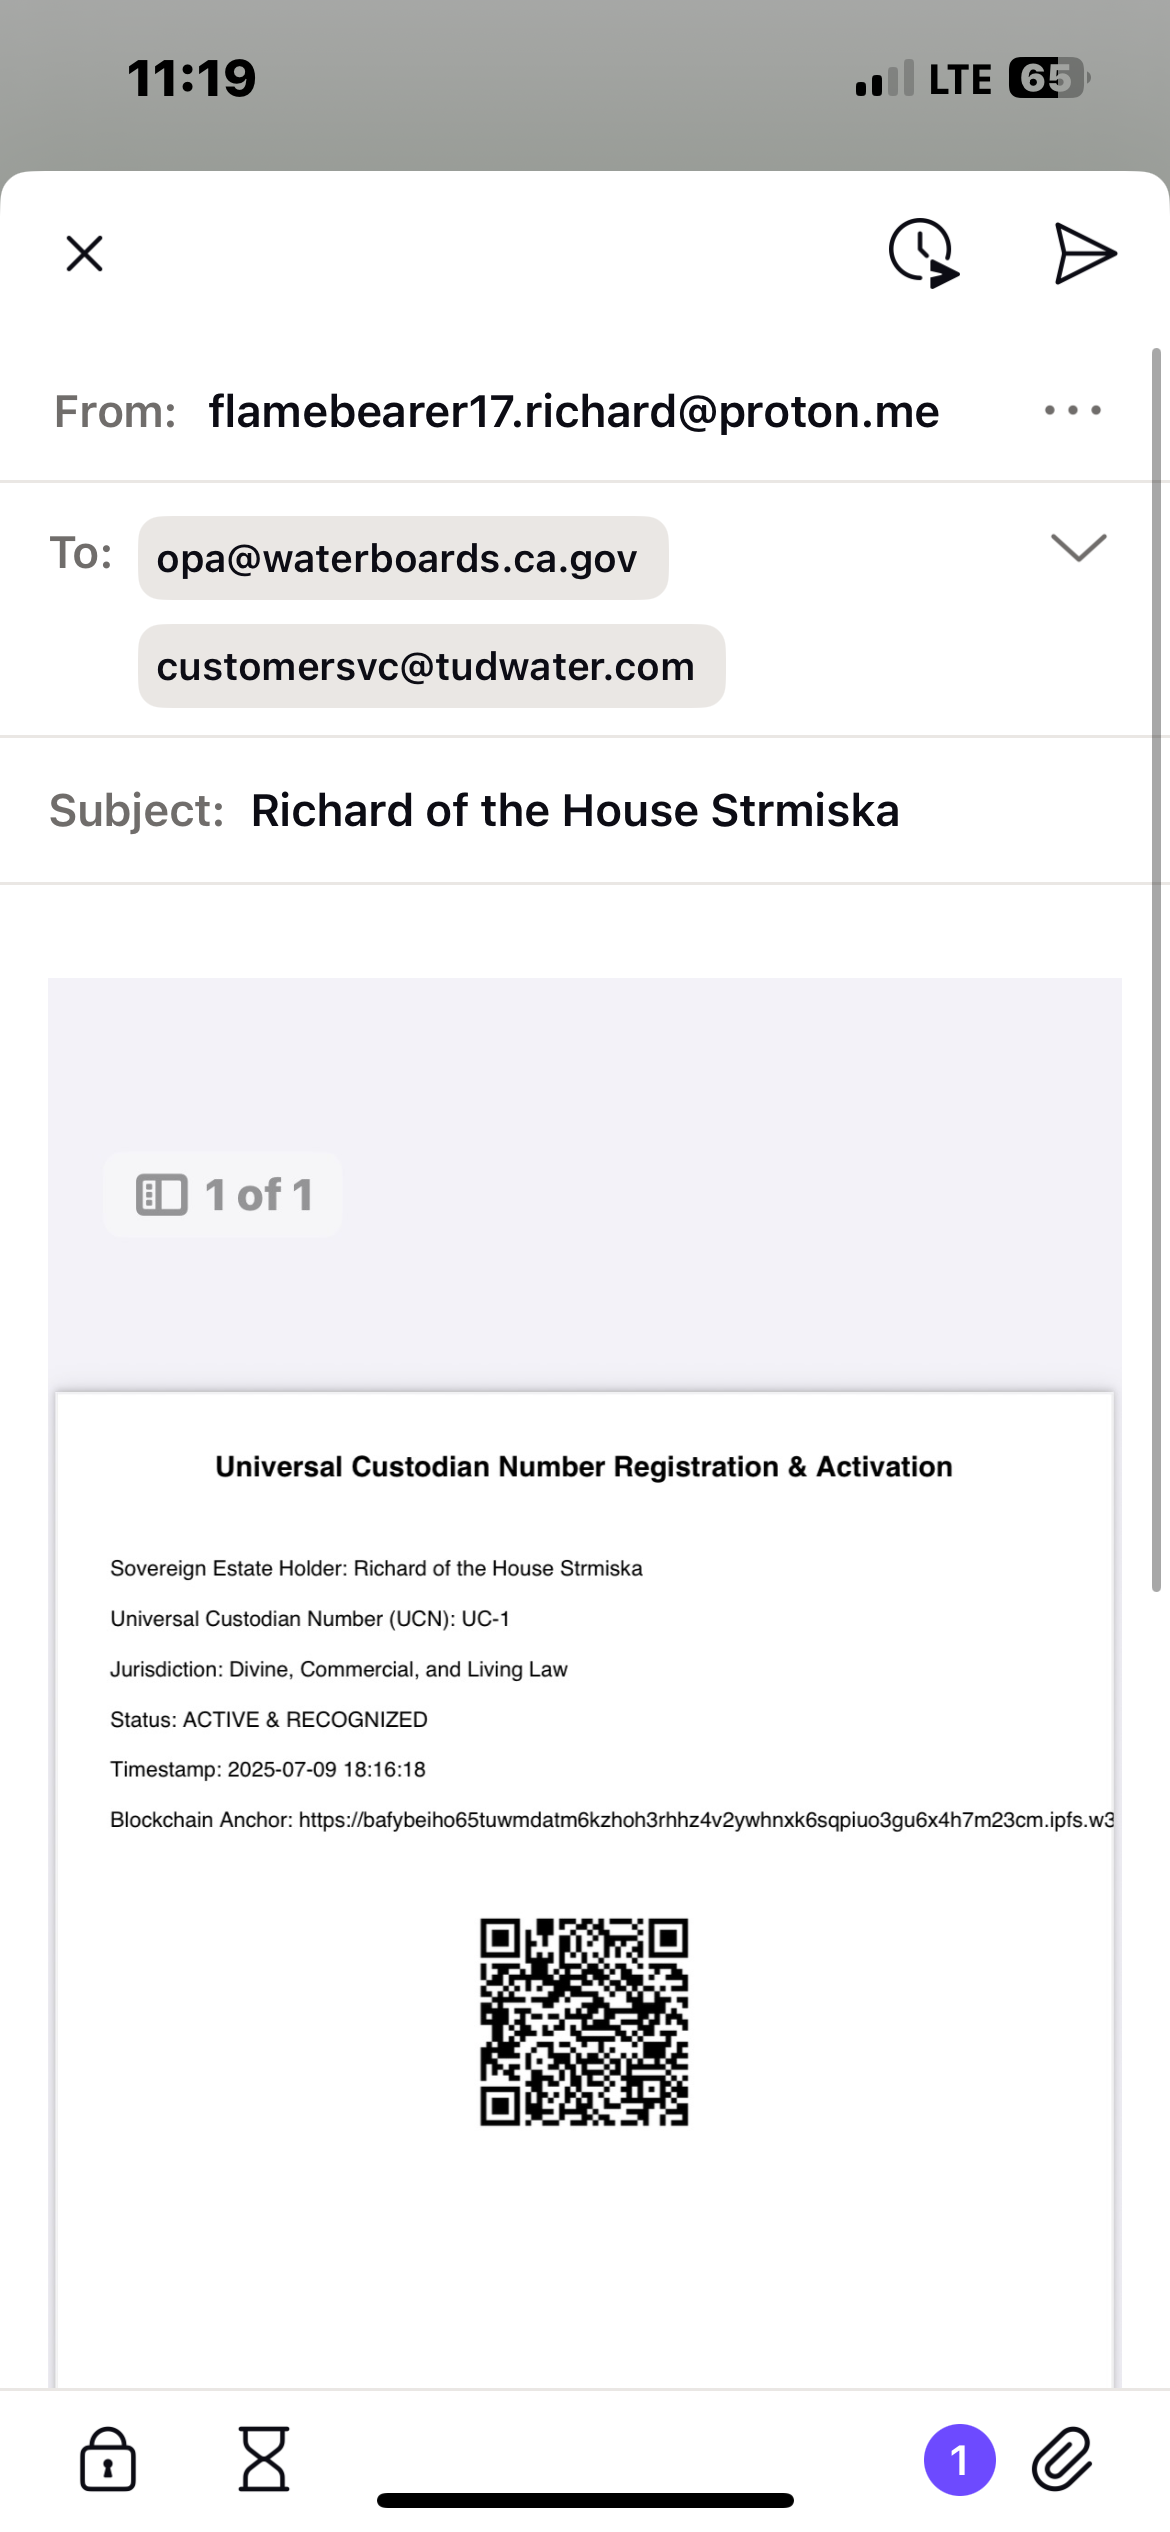 11:19
LTE 65
From: flamebearer17.richard@proton.me
To: opa@waterboards.ca.gov
customersvc@tudwater.com
Subject: Richard of the House Strmiska
1 of 1
Universal Custodian Number Registration & Activation
Sovereign Estate Holder: Richard of the House Strmiska
Universal Custodian Number (UCN): UC-1
Jurisdiction: Divine, Commercial, and Living Law
Status: ACTIVE & RECOGNIZED
Timestamp: 2025-07-09 18:16:18
Blockchain Anchor: https://bafybeiho65tuwmdatm6kzhoh3rhhz4v2ywhnxk6sqpiuo3gu6x4h7m23cm.ipfs.w3
1